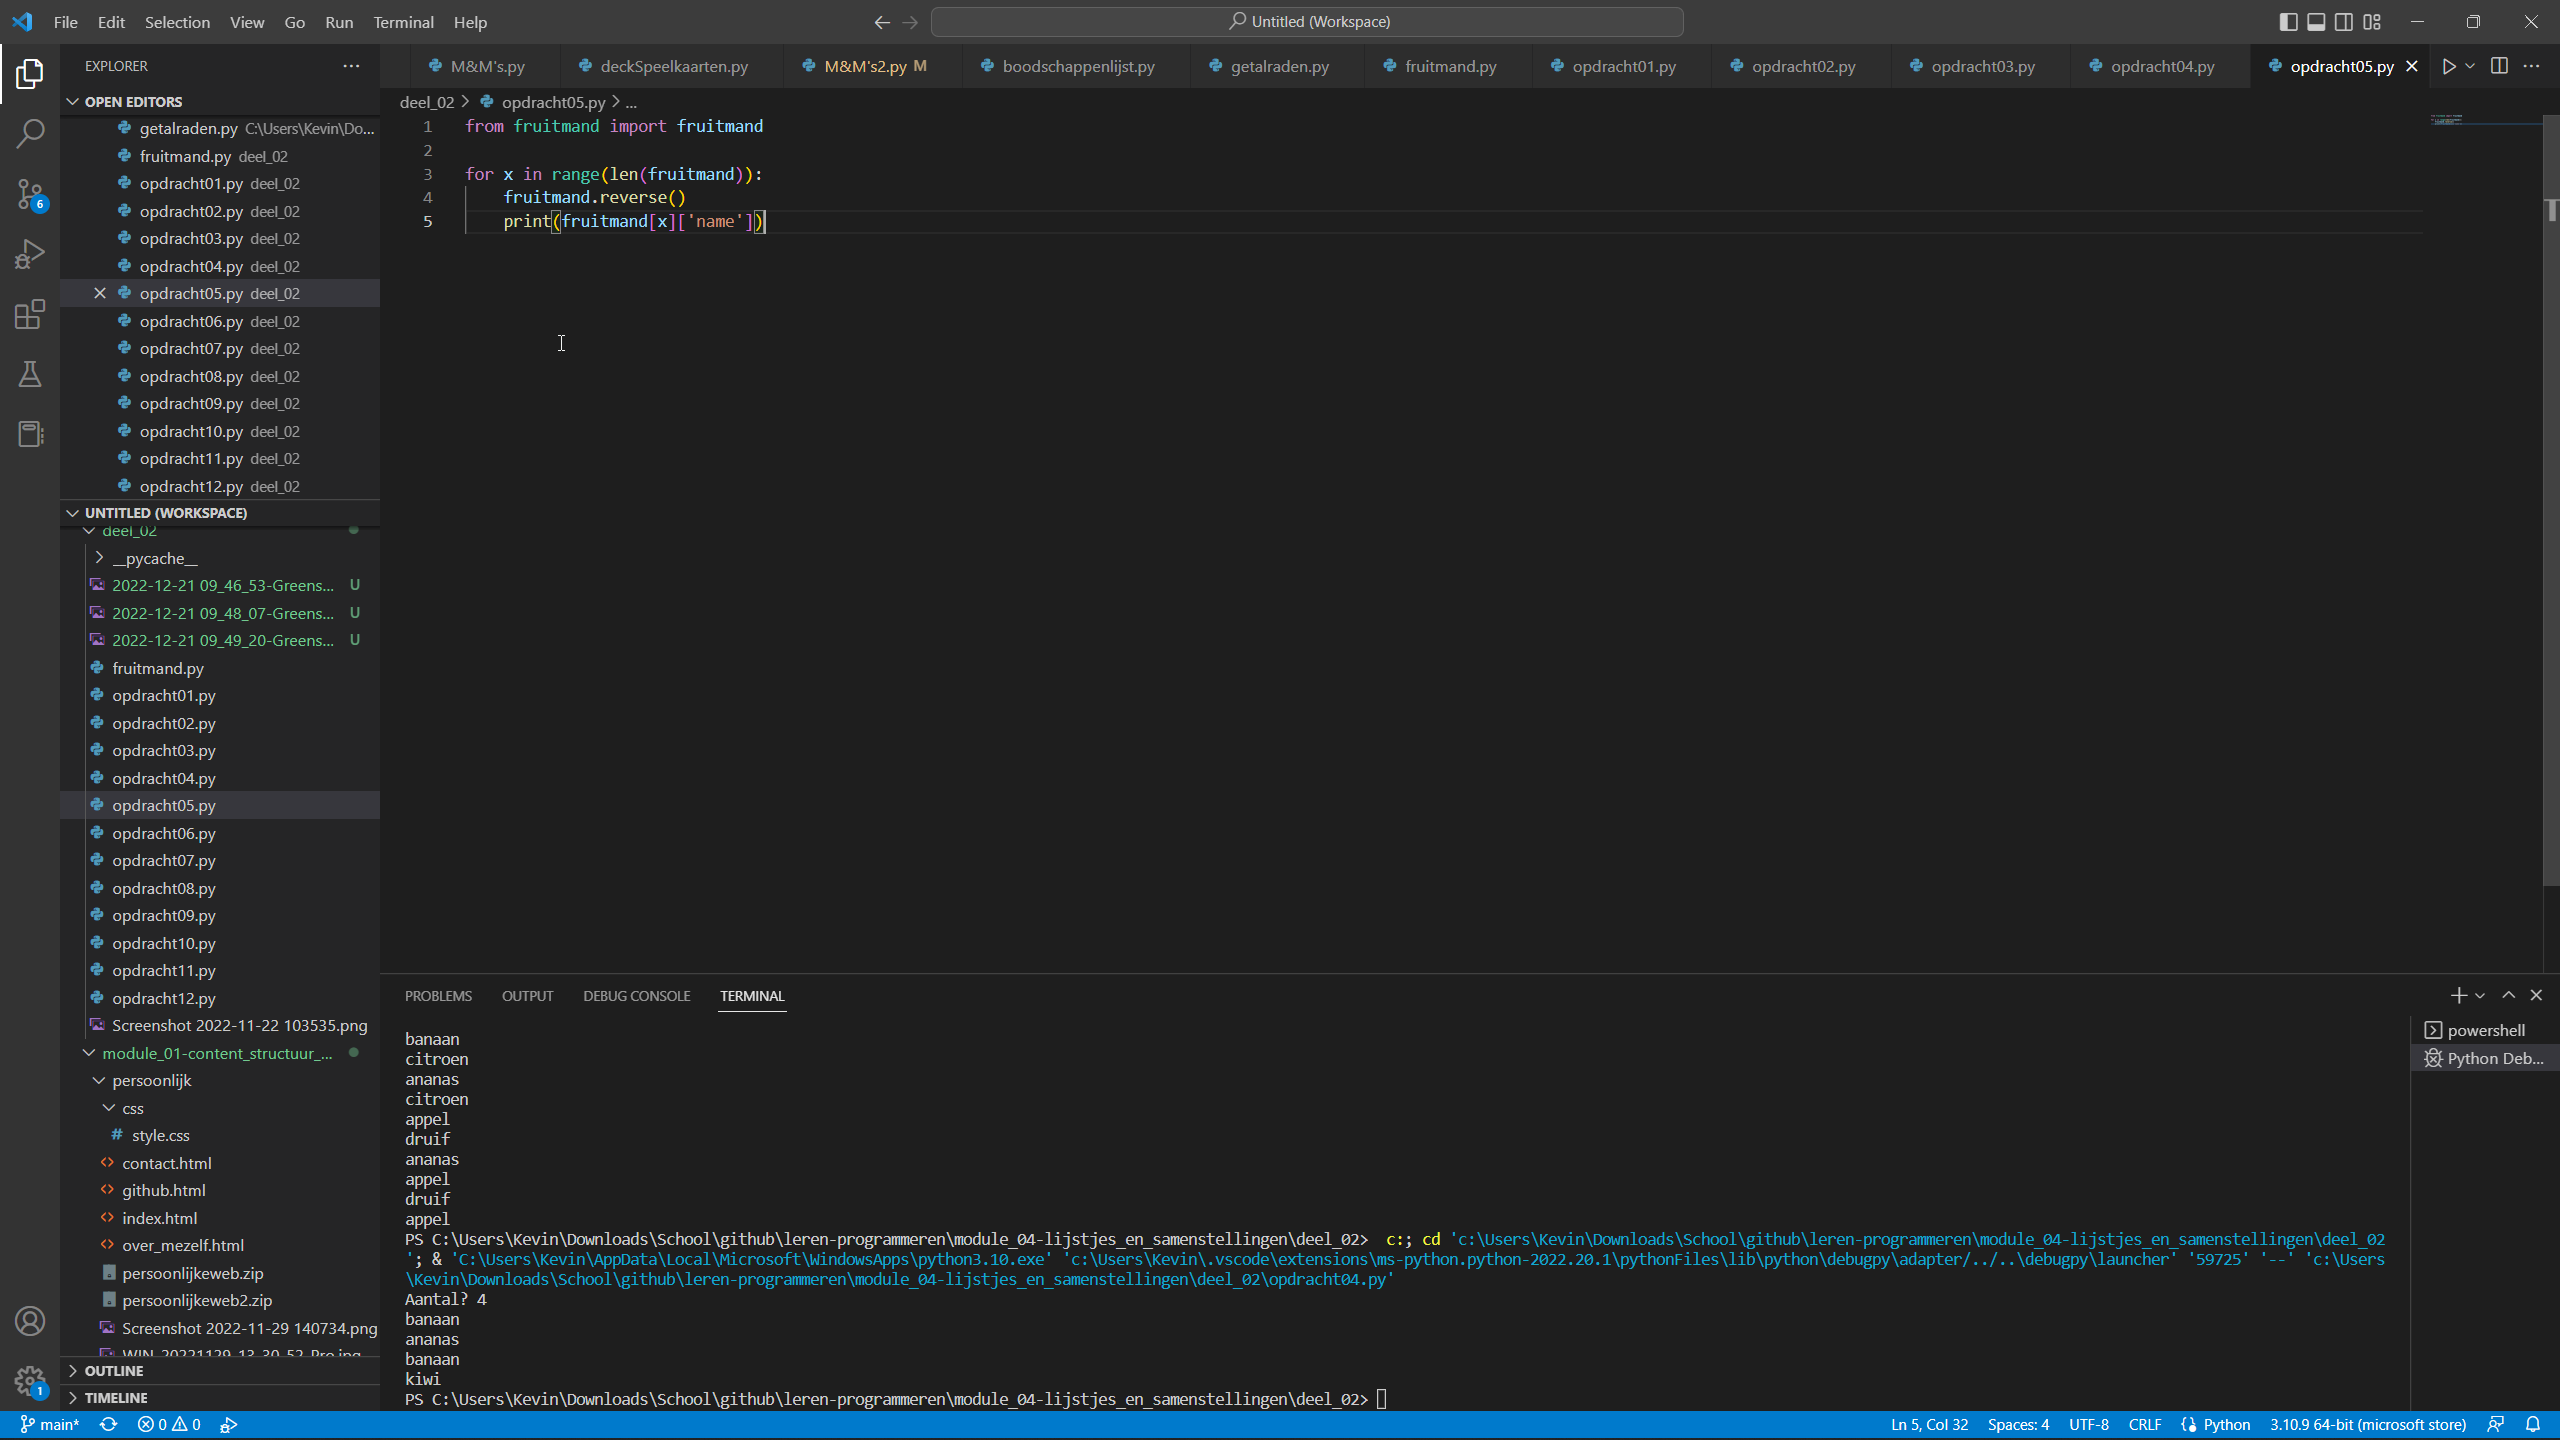 File Edit Selection View Go Run Terminal Help
Untitled (Workspace)
EXPLORER
M&M's.py deckSpeelkaarten.py M&M's2.py M boodschappenlijst.py getalraden.py fruitmand.py opdracht01.py opdracht02.py opdracht03.py opdracht04.py opdracht05.py
OPEN EDITORS
getalraden.py C:\Users\Kevin\Do...
fruitmand.py deel_02
opdracht01.py deel_02
opdracht02.py deel_02
opdracht03.py deel_02
opdracht04.py deel_02
opdracht05.py deel_02
opdracht06.py deel_02
opdracht07.py deel_02
opdracht08.py deel_02
opdracht09.py deel_02
opdracht10.py deel_02
opdracht11.py deel_02
opdracht12.py deel_02
UNTITLED (WORKSPACE)
deel_02
__pycache__
2022-12-21 09_46_53-Greens... U
2022-12-21 09_48_07-Greens... U
2022-12-21 09_49_20-Greens... U
fruitmand.py
opdracht01.py
opdracht02.py
opdracht03.py
opdracht04.py
opdracht05.py
opdracht06.py
opdracht07.py
opdracht08.py
opdracht09.py
opdracht10.py
opdracht11.py
opdracht12.py
Screenshot 2022-11-22 103535.png
module_01-content_structuur_...
persoonlijk
css
# style.css
contact.html
github.html
index.html
over_mezelf.html
persoonlijkeweb.zip
persoonlijkeweb2.zip
Screenshot 2022-11-29 140734.png
WIN_20221129_13_30_52_Pro.jpg
OUTLINE
TIMELINE
6
1
deel_02 > opdracht05.py > ...
1 from fruitmand import fruitmand
2
3 for x in range(len(fruitmand)):
4 fruitmand.reverse()
5 print(fruitmand[x]['name'])
PROBLEMS OUTPUT DEBUG CONSOLE TERMINAL
powershell
Python Deb...
banaan
citroen
ananas
citroen
appel
druif
ananas
appel
druif
appel
PS C:\Users\Kevin\Downloads\School\github\leren-programmeren\module_04-lijstjes_en_samenstellingen\deel_02> c:; cd 'c:\Users\Kevin\Downloads\School\github\leren-programmeren\module_04-lijstjes_en_samenstellingen\deel_02
'; & 'C:\Users\Kevin\AppData\Local\Microsoft\WindowsApps\python3.10.exe' 'c:\Users\Kevin\.vscode\extensions\ms-python.python-2022.20.1\pythonFiles\lib\python\debugpy\adapter/../..\debugpy\launcher' '59725' '--' 'c:\Users
\Kevin\Downloads\School\github\leren-programmeren\module_04-lijstjes_en_samenstellingen\deel_02\opdracht04.py'
Aantal? 4
banaan
ananas
banaan
kiwi
PS C:\Users\Kevin\Downloads\School\github\leren-programmeren\module_04-lijstjes_en_samenstellingen\deel_02>
main* 0 0 Ln 5, Col 32 Spaces: 4 UTF-8 CRLF Python 3.10.9 64-bit (microsoft store)